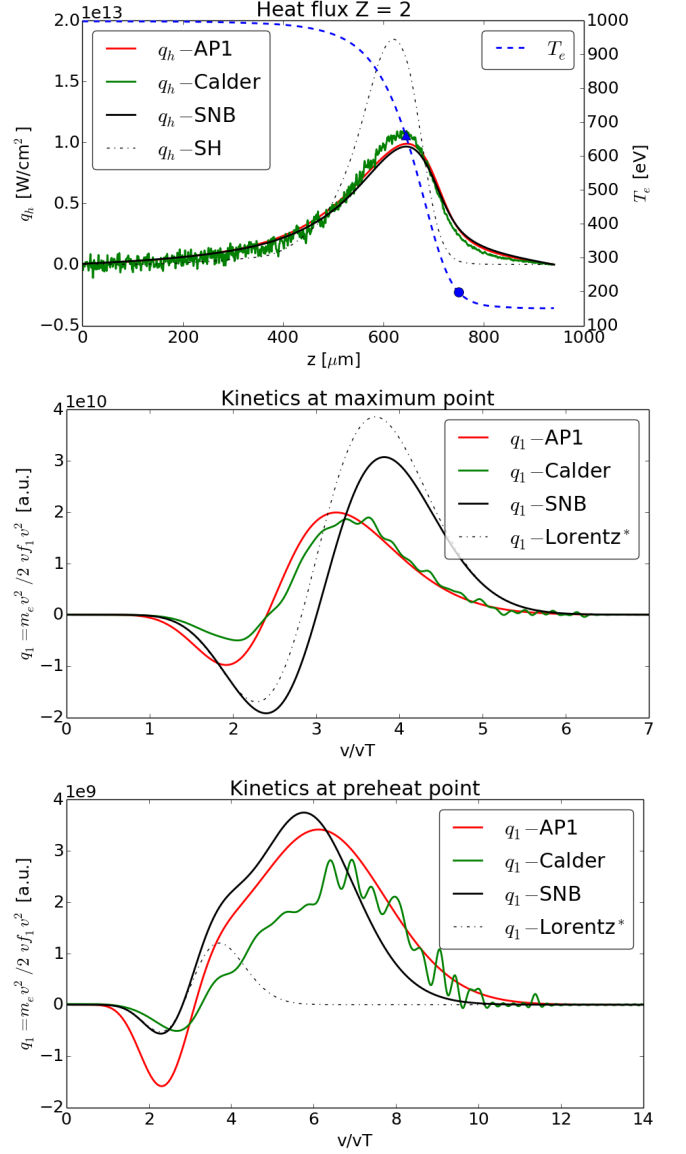 Heat flux Z = 2
1e13
2.0
1.5
1.0
0.5
0.0
−0.5
q_h [W/cm²]
q_h−AP1
q_h−Calder
q_h−SNB
q_h−SH
T_e
1000
900
800
700
600
500
400
300
200
100
T_e [eV]
0 200 400 600 800 1000
z [μm]
Kinetics at maximum point
1e10
4
3
2
1
0
−1
−2
q_1 = m_e v² /2 v f_1 v² [a.u.]
q_1−AP1
q_1−Calder
q_1−SNB
q_1−Lorentz*
0 1 2 3 4 5 6 7
v/vT
Kinetics at preheat point
1e9
4
3
2
1
0
−1
−2
q_1 = m_e v² /2 v f_1 v² [a.u.]
q_1−AP1
q_1−Calder
q_1−SNB
q_1−Lorentz*
0 2 4 6 8 10 12 14
v/vT